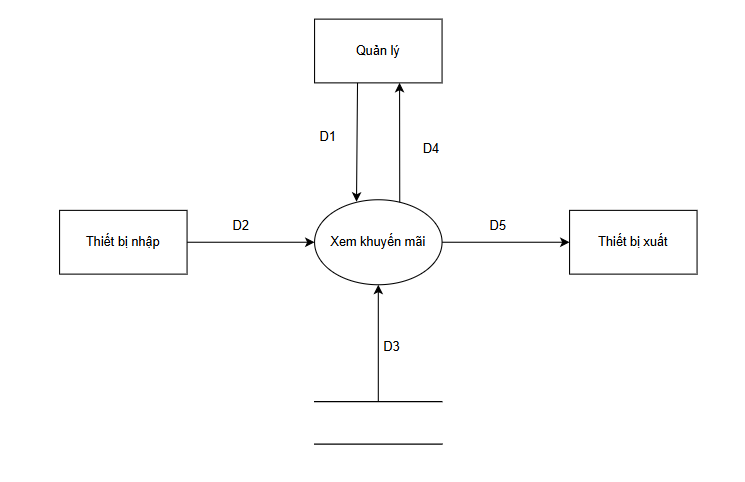 Quản lý
D1
D4
Thiết bị nhập
D2
Xem khuyến mãi
D5
Thiết bị xuất
D3